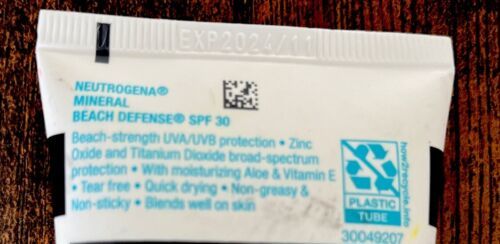 EXP2024/11
NEUTROGENA®
MINERAL
BEACH DEFENSE® SPF 30
Beach-strength UVA/UVB protection • Zinc
Oxide and Titanium Dioxide broad-spectrum
protection • With moisturizing Aloe & Vitamin E
• Tear free • Quick drying • Non-greasy &
Non-sticky • Blends well on skin
how2recycle.info
PLASTIC
TUBE
30049207